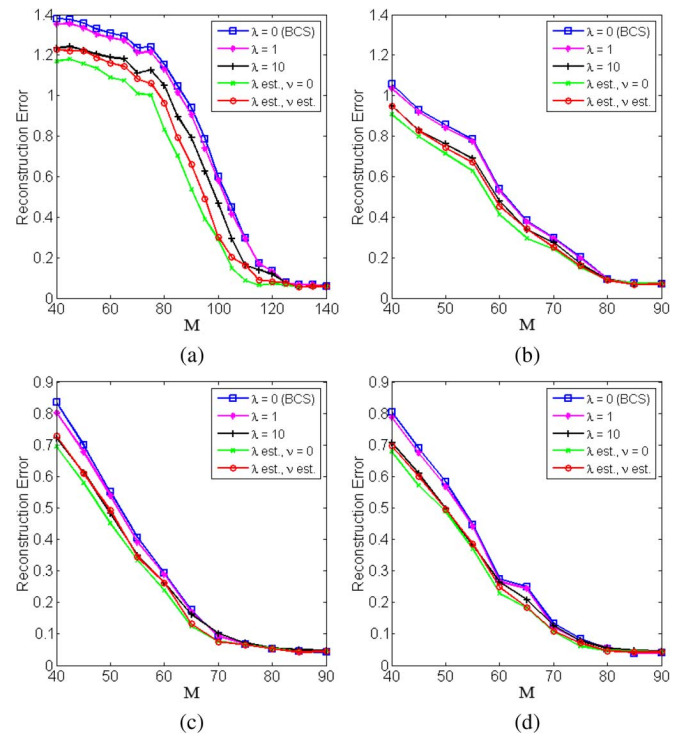 1.4
1.2
1
0.8
0.6
0.4
0.2
0
Reconstruction Error
40 60 80 100 120 140
M
λ = 0 (BCS)
λ = 1
λ = 10
λ est., ν = 0
λ est., ν est.
(a)
1.4
1.2
1
0.8
0.6
0.4
0.2
0
Reconstruction Error
40 50 60 70 80 90
M
λ = 0 (BCS)
λ = 1
λ = 10
λ est., ν = 0
λ est., ν est.
(b)
0.9
0.8
0.7
0.6
0.5
0.4
0.3
0.2
0.1
0
Reconstruction Error
40 50 60 70 80 90
M
λ = 0 (BCS)
λ = 1
λ = 10
λ est., ν = 0
λ est., ν est.
(c)
0.9
0.8
0.7
0.6
0.5
0.4
0.3
0.2
0.1
0
Reconstruction Error
40 50 60 70 80 90
M
λ = 0 (BCS)
λ = 1
λ = 10
λ est., ν = 0
λ est., ν est.
(d)